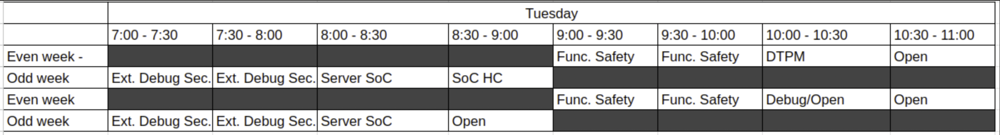 Tuesday
7:00 - 7:30 7:30 - 8:00 8:00 - 8:30 8:30 - 9:00 9:00 - 9:30 9:30 - 10:00 10:00 - 10:30 10:30 - 11:00
Even week - Func. Safety Func. Safety DTPM Open
Odd week Ext. Debug Sec. Ext. Debug Sec. Server SoC SoC HC
Even week Func. Safety Func. Safety Debug/Open Open
Odd week Ext. Debug Sec. Ext. Debug Sec. Server SoC Open